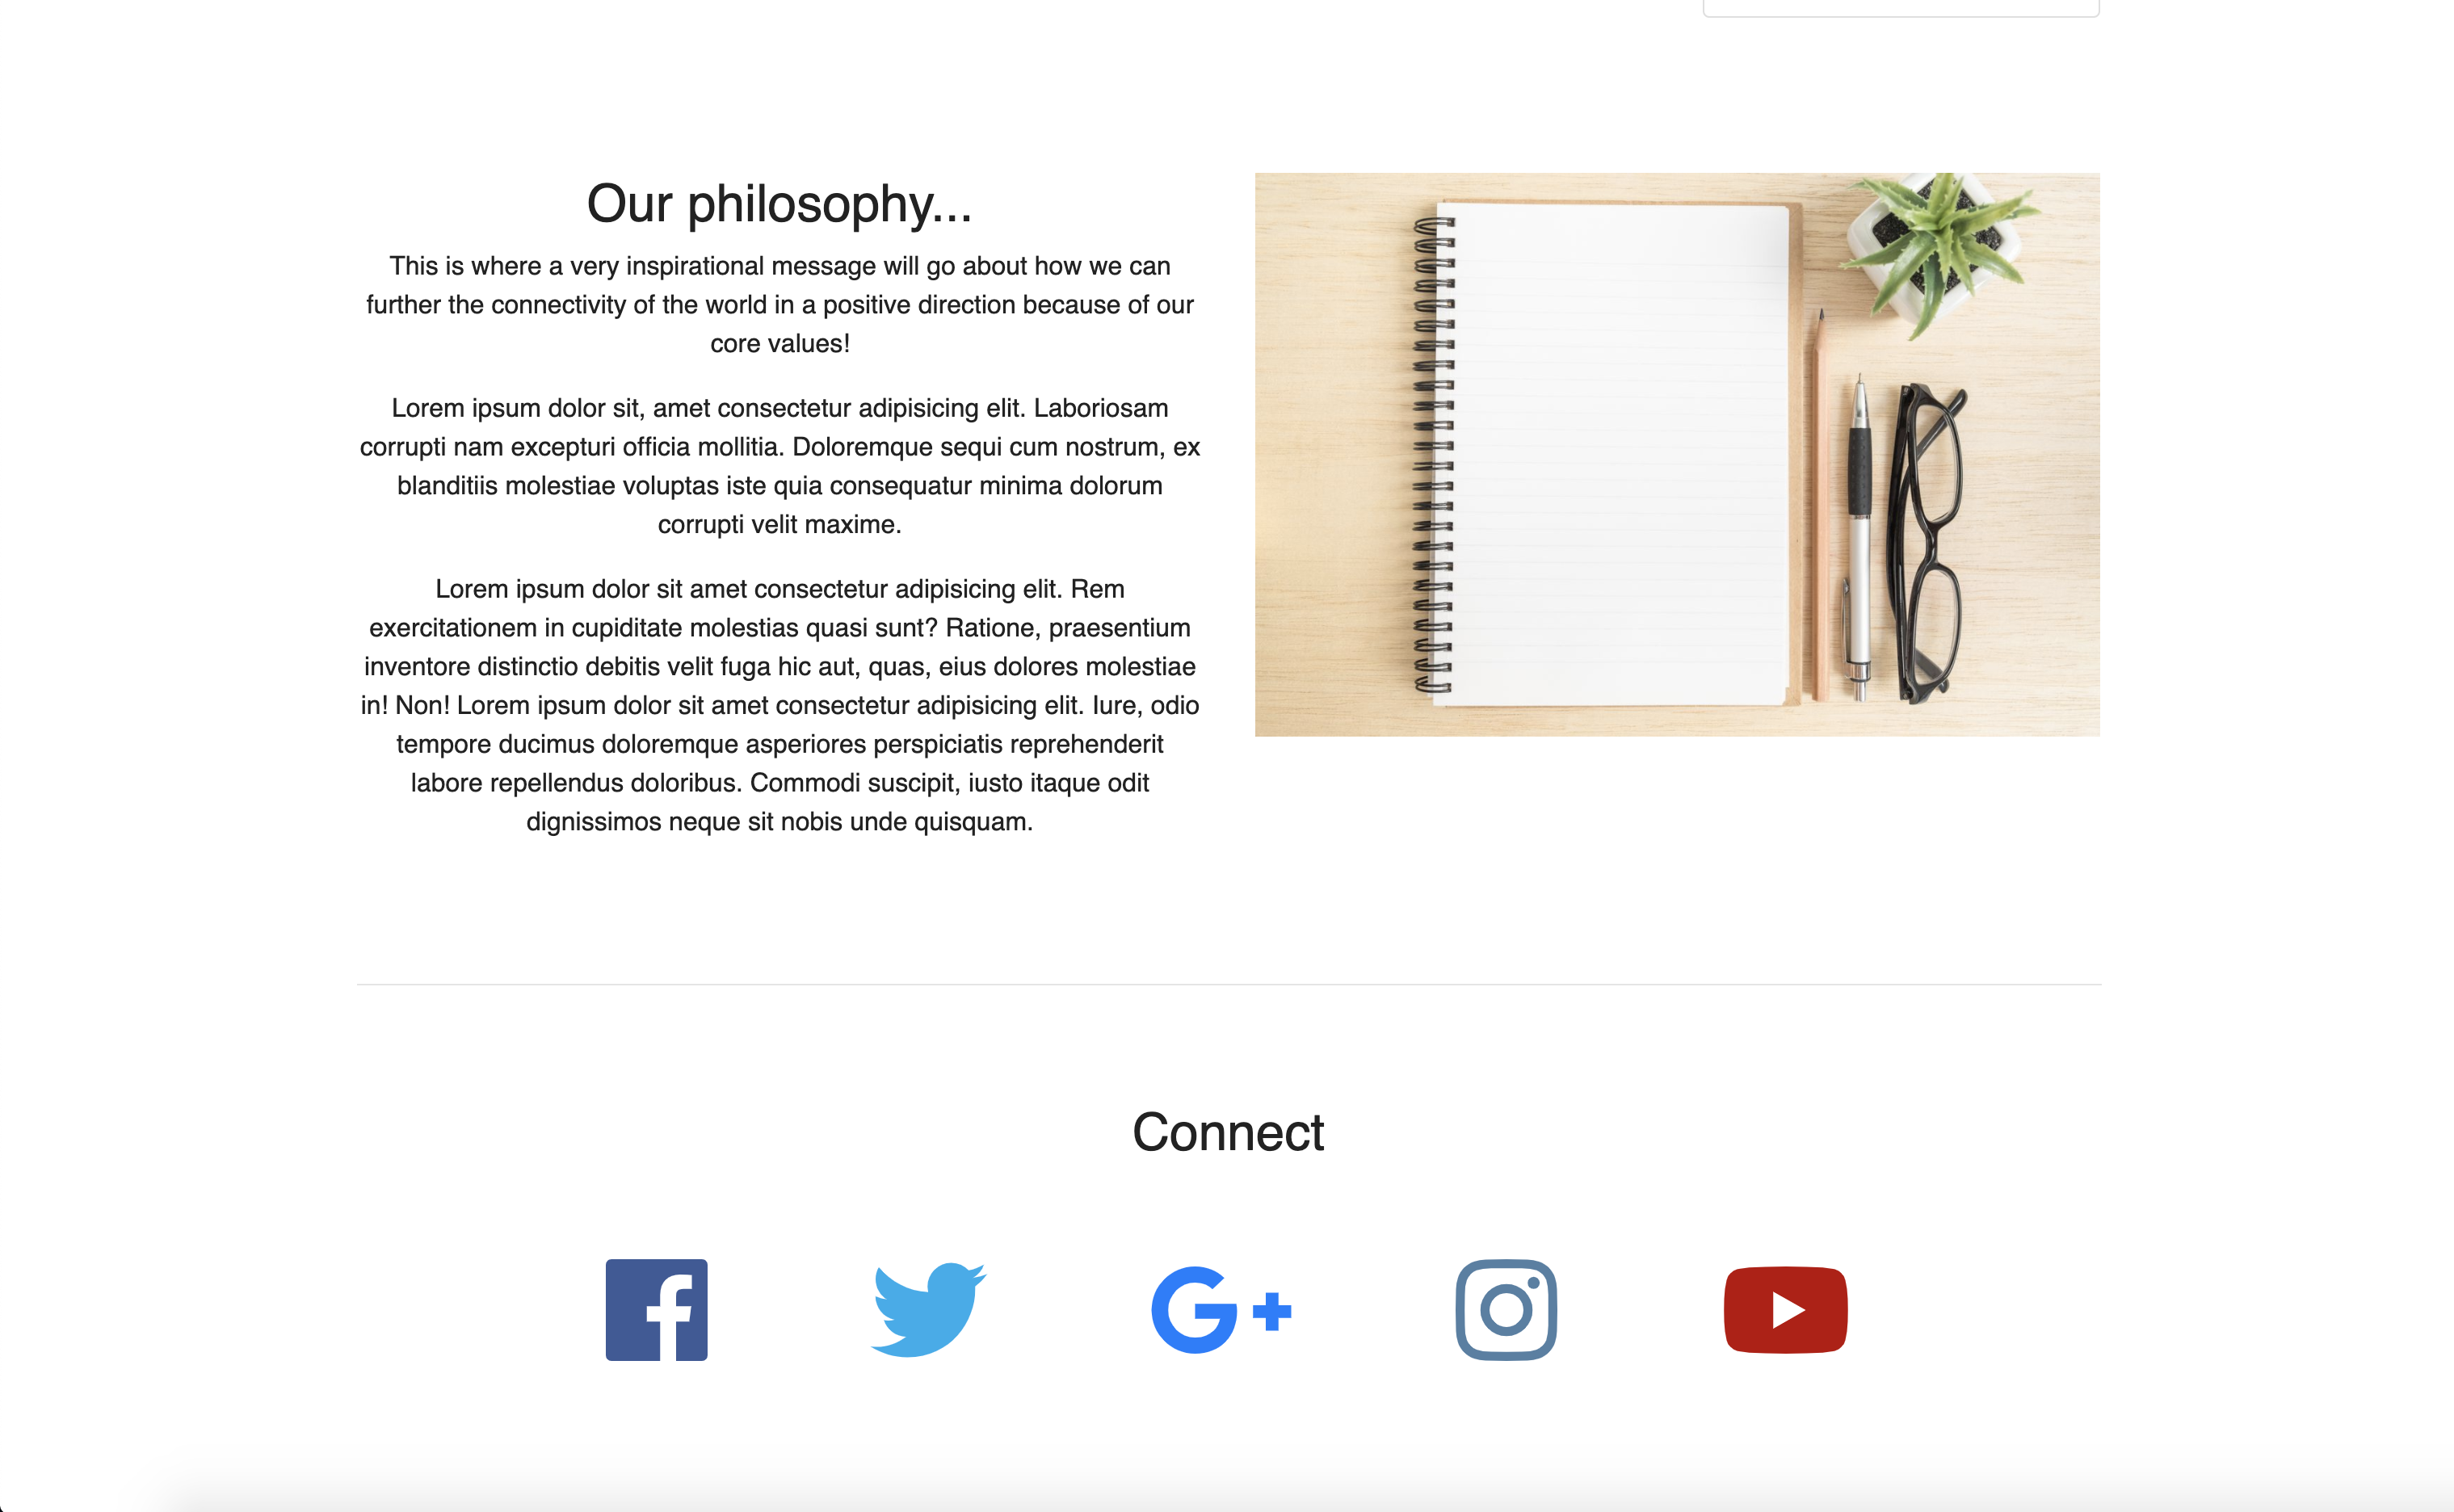 Our philosophy...
This is where a very inspirational message will go about how we can
further the connectivity of the world in a positive direction because of our
core values!
Lorem ipsum dolor sit, amet consectetur adipisicing elit. Laboriosam
corrupti nam excepturi officia mollitia. Doloremque sequi cum nostrum, ex
blanditiis molestiae voluptas iste quia consequatur minima dolorum
corrupti velit maxime.
Lorem ipsum dolor sit amet consectetur adipisicing elit. Rem
exercitationem in cupiditate molestias quasi sunt? Ratione, praesentium
inventore distinctio debitis velit fuga hic aut, quas, eius dolores molestiae
in! Non! Lorem ipsum dolor sit amet consectetur adipisicing elit. Iure, odio
tempore ducimus doloremque asperiores perspiciatis reprehenderit
labore repellendus doloribus. Commodi suscipit, iusto itaque odit
dignissimos neque sit nobis unde quisquam.
Connect
f G+